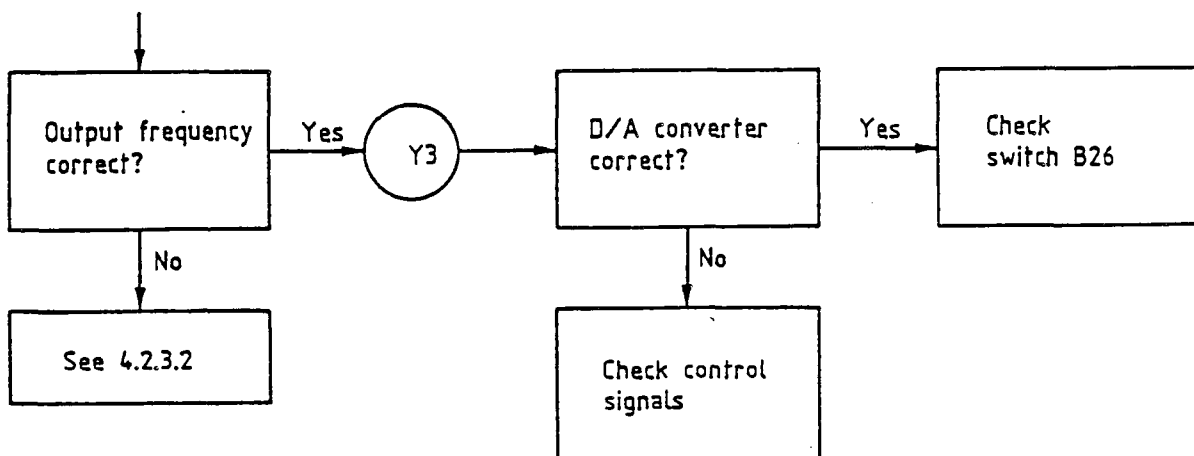 Output frequency
correct?
Yes
Y3
D/A converter
correct?
Yes
Check
switch B26
No
See 4.2.3.2
No
Check control
signals